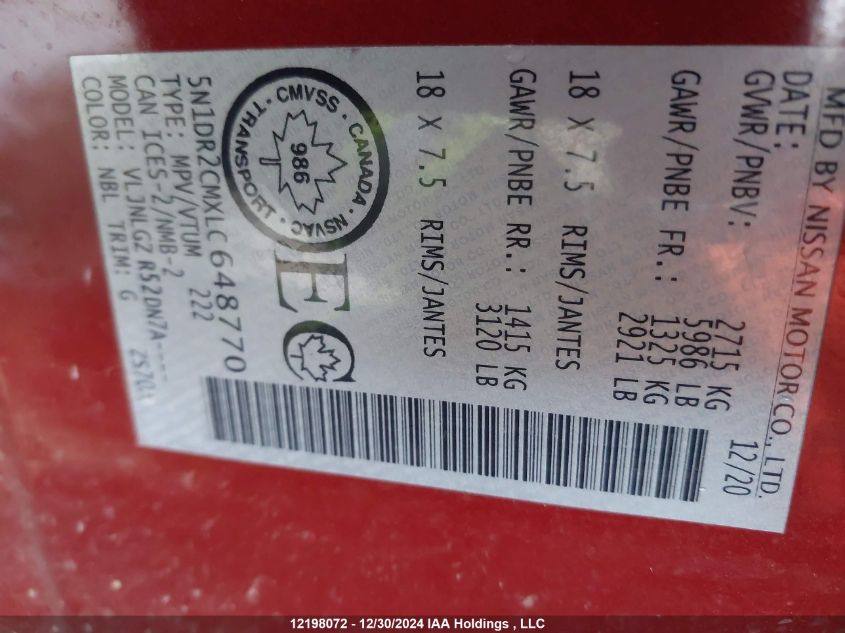 MFD BY NISSAN MOTOR CO., LTD.
DATE: 12/20
GVWR/PNBV: 2715 KG
5986 LB
GAWR/PNBE FR.: 1325 KG
2921 LB
18 X 7.5 RIMS/JANTES
GAWR/PNBE RR.: 1415 KG
3120 LB
18 X 7.5 RIMS/JANTES
CMVSS · CANADA · NSVAC · TRANSPORT ·
986
EC
5N1DR2CMXLC648770
TYPE: MPV/VTUM 222
CAN ICES-2/NMB-2
MODEL: VLJNLGZ R52DNZA----
COLOR: NBL TRIM: G
12198072 - 12/30/2024 IAA Holdings , LLC